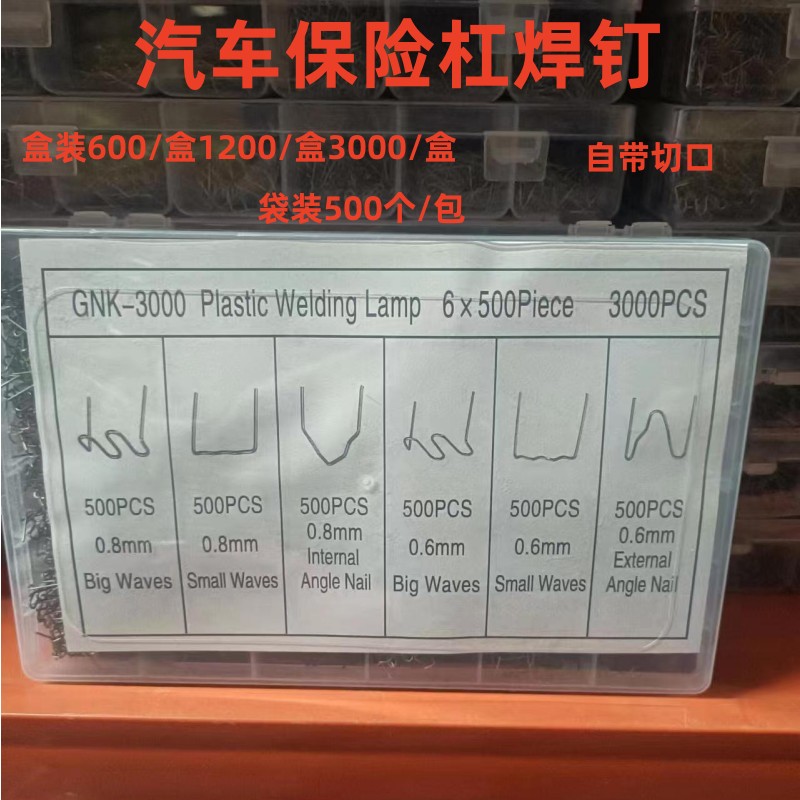 汽车保险杠焊钉
盒装600/盒1200/盒3000/盒
自带切口
袋装500个/包
GNK-3000 Plastic Welding Lamp 6×500Piece 3000PCS
500PCS
0.8mm
Big Waves
500PCS
0.8mm
Small Waves
500PCS
0.8mm
Internal
Angle Nail
500PCS
0.6mm
Big Waves
500PCS
0.6mm
Small Waves
500PCS
0.6mm
External
Angle Nail